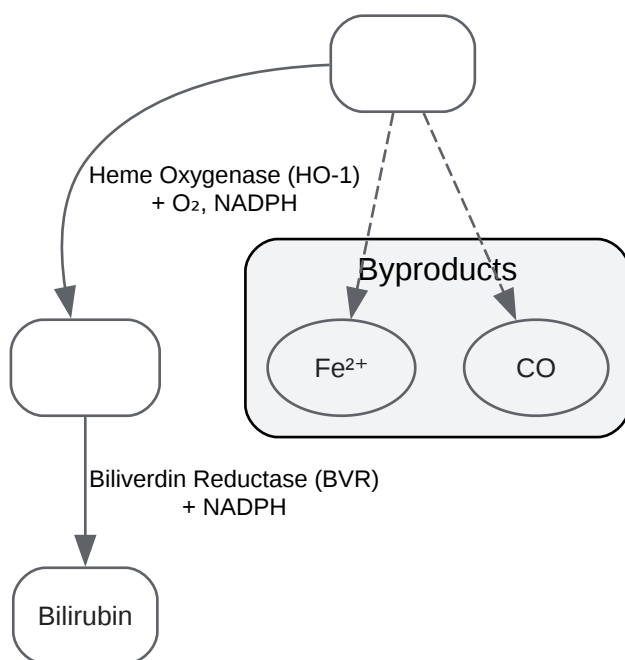 Heme Oxygenase (HO-1)
+ O₂, NADPH
Byproducts
Fe²⁺
CO
Biliverdin Reductase (BVR)
+ NADPH
Bilirubin